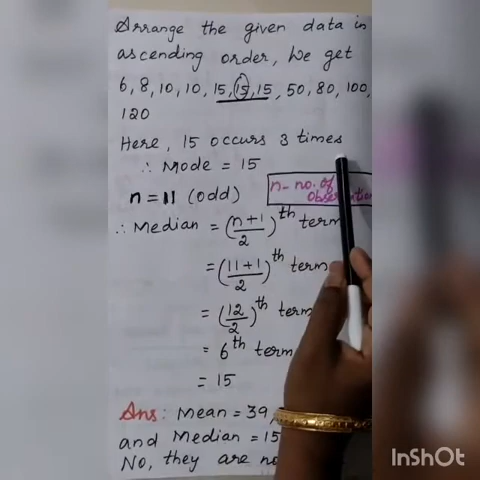 Arrange the given data in
ascending order, We get
6, 8, 10, 10, 15, 15, 15, 50, 80, 100,
120
Here, 15 occurs 3 times
∴ Mode = 15
n = 11 (odd)
n - no. of
Observation
∴ Median = (n+1/2)th term
= (11+1/2)th term
= (12/2)th term
= 6th term
= 15
Ans: Mean = 39,
and Median = 15
No, they are
InShOt